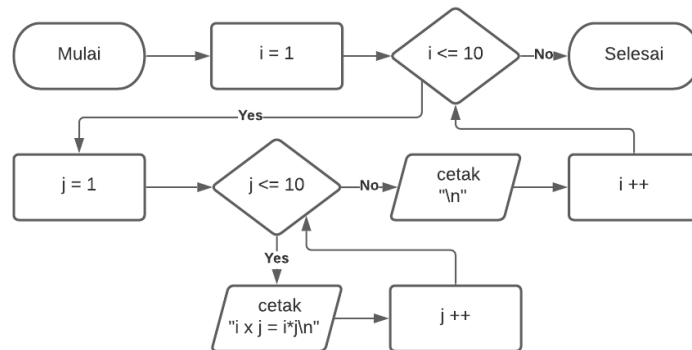 Mulai
i = 1
i <= 10
No
Selesai
Yes
j = 1
j <= 10
No
cetak
"\n"
i ++
Yes
cetak
"i x j = i*j\n"
j ++